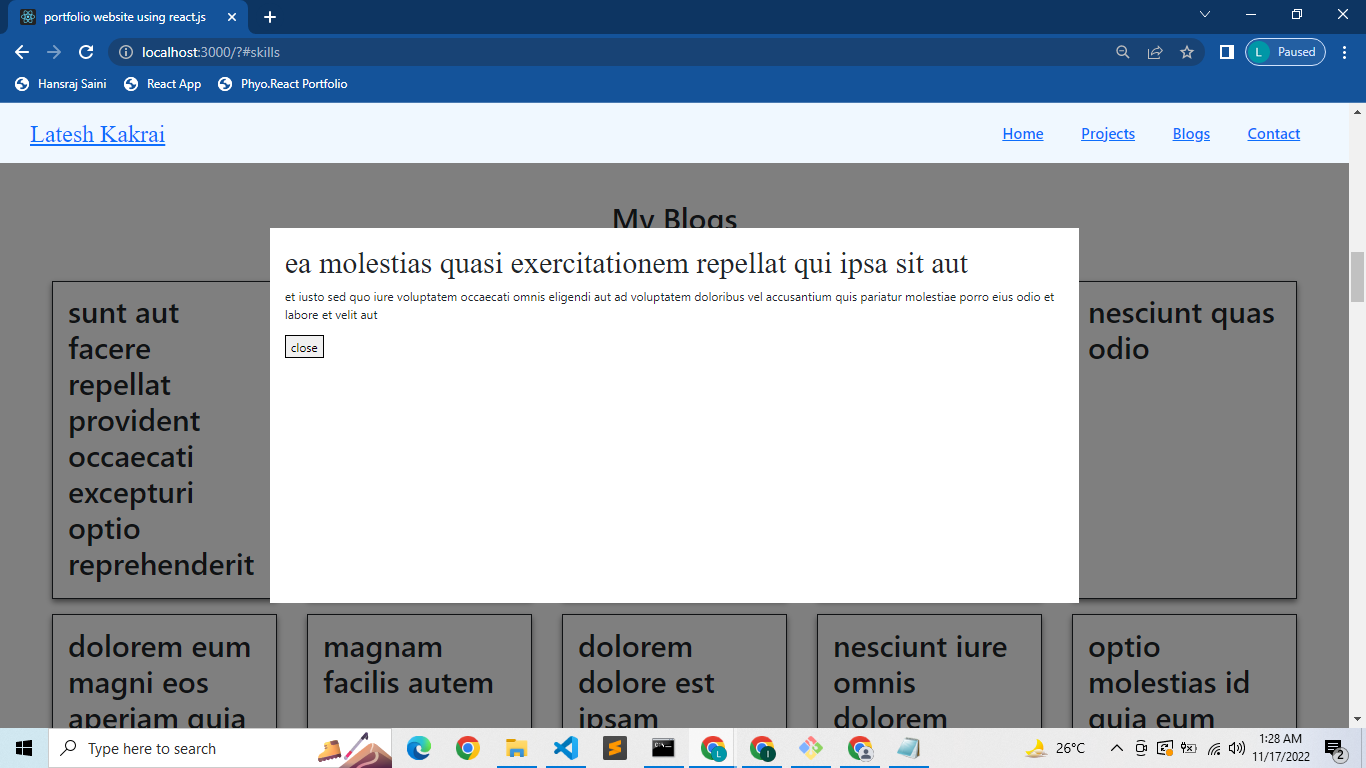 portfolio website using react.js
localhost:3000/?#skills
L Paused
Hansraj Saini React App Phyo.React Portfolio
Latesh Kakrai
Home Projects Blogs Contact
My Blogs
ea molestias quasi exercitationem repellat qui ipsa sit aut
et iusto sed quo iure voluptatem occaecati omnis eligendi aut ad voluptatem doloribus vel accusantium quis pariatur molestiae porro eius odio et
labore et velit aut
close
sunt aut
facere
repellat
provident
occaecati
excepturi
optio
reprehenderit
nesciunt quas
odio
dolorem eum
magni eos
aperiam quia
magnam
facilis autem
dolorem
dolore est
ipsam
nesciunt iure
omnis
dolorem
optio
molestias id
quia eum
Type here to search
L
I
26°C
1:28 AM
11/17/2022
2